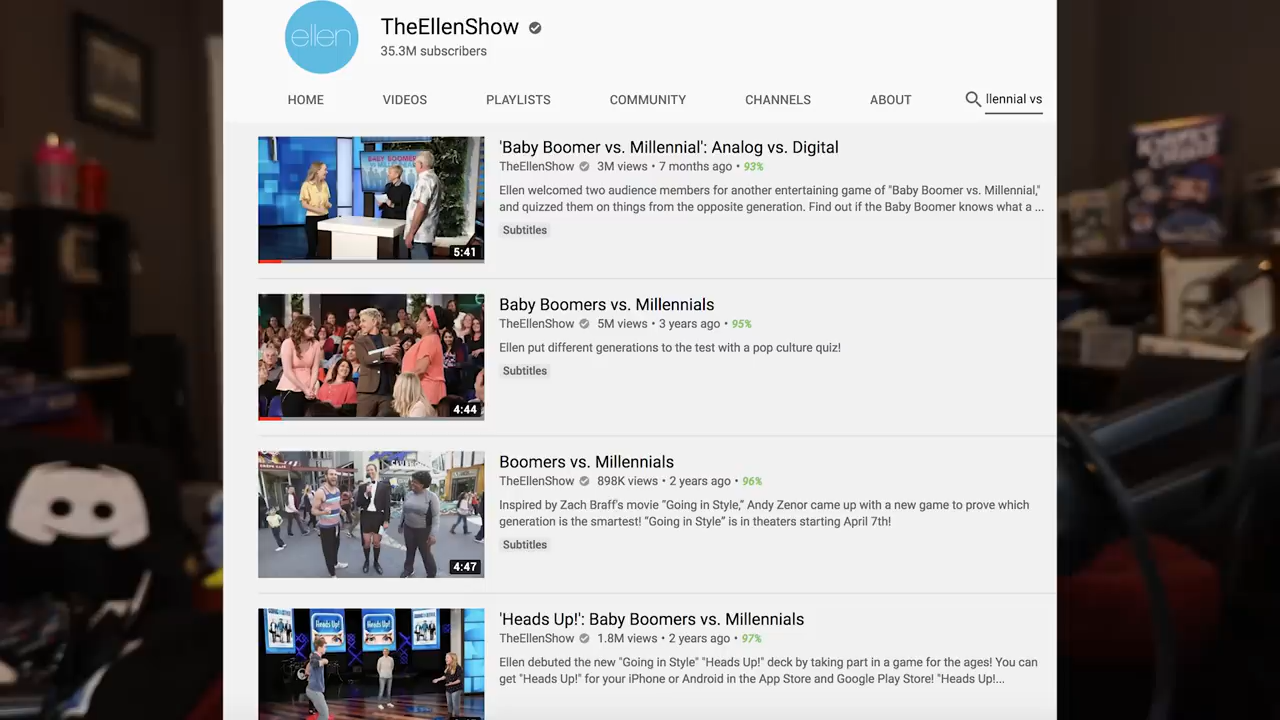 ellen
TheEllenShow
35.3M subscribers
HOME VIDEOS PLAYLISTS COMMUNITY CHANNELS ABOUT llennial vs
'Baby Boomer vs. Millennial': Analog vs. Digital
TheEllenShow 3M views • 7 months ago • 93%
Ellen welcomed two audience members for another entertaining game of "Baby Boomer vs. Millennial,"
and quizzed them on things from the opposite generation. Find out if the Baby Boomer knows what a ...
Subtitles
5:41
Baby Boomers vs. Millennials
TheEllenShow 5M views • 3 years ago • 95%
Ellen put different generations to the test with a pop culture quiz!
Subtitles
4:44
Boomers vs. Millennials
TheEllenShow 898K views • 2 years ago • 96%
Inspired by Zach Braff's movie “Going in Style,” Andy Zenor came up with a new game to prove which
generation is the smartest! “Going in Style” is in theaters starting April 7th!
Subtitles
4:47
'Heads Up!': Baby Boomers vs. Millennials
TheEllenShow 1.8M views • 2 years ago • 97%
Ellen debuted the new "Going in Style" "Heads Up!" deck by taking part in a game for the ages! You can
get "Heads Up!" for your iPhone or Android in the App Store and Google Play Store! "Heads Up!...
Heads Up!
Heads Up!